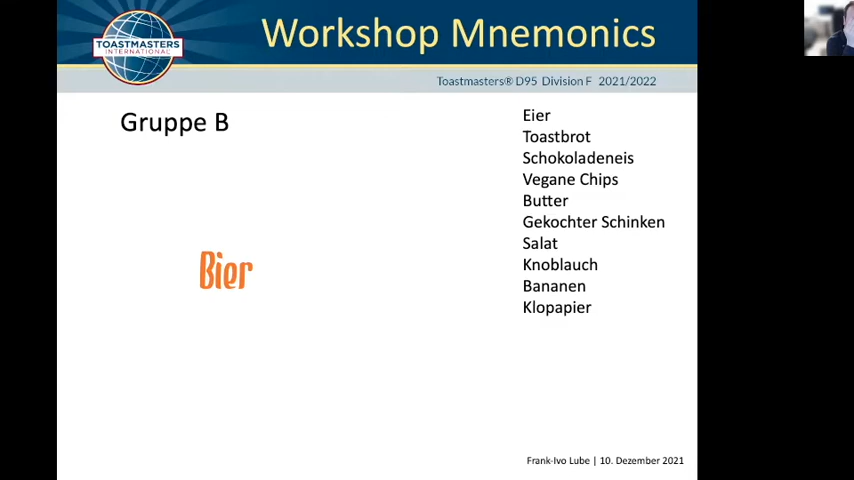 TOASTMASTERS
INTERNATIONAL
Workshop Mnemonics
Toastmasters® D95 Division F 2021/2022
Gruppe B
Bier
Eier
Toastbrot
Schokoladeneis
Vegane Chips
Butter
Gekochter Schinken
Salat
Knoblauch
Bananen
Klopapier
Frank-Ivo Lube | 10. Dezember 2021